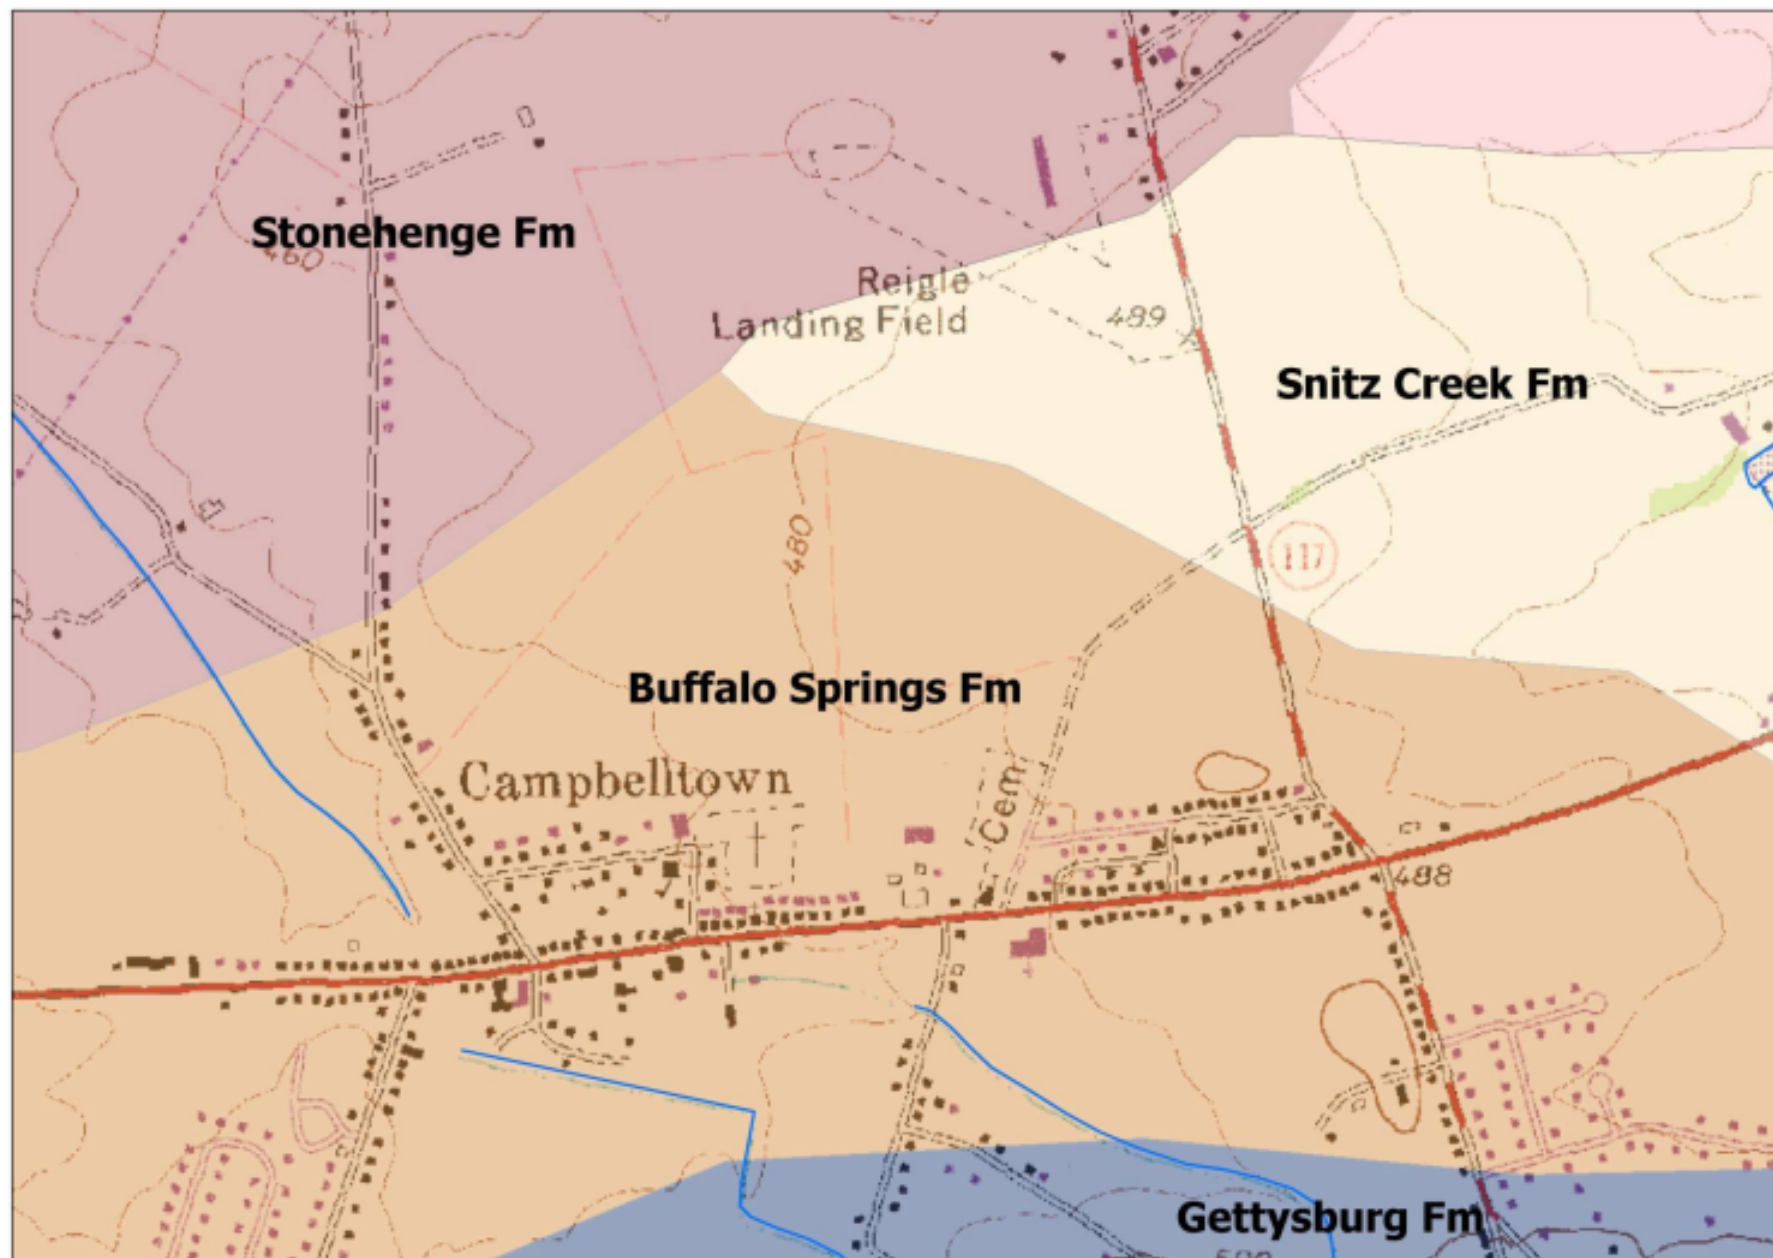 Stonehenge Fm
460
Reigle
Landing Field
489
Snitz Creek Fm
480
117
Buffalo Springs Fm
Campbelltown
Cem
488
Gettysburg Fm